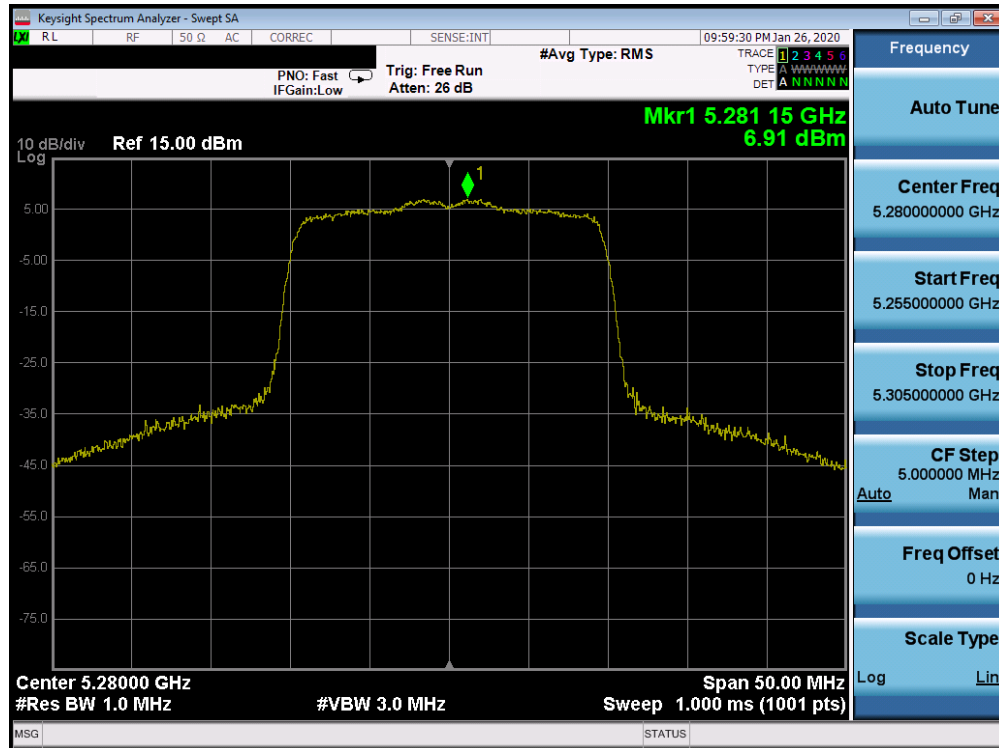 Keysight Spectrum Analyzer - Swept SA
LXI RL RF 50 Ω AC CORREC SENSE:INT 09:59:30 PM Jan 26, 2020
#Avg Type: RMS
TRACE 1 2 3 4 5 6
TYPE A WWWWW
DET A N N N N N
PNO: Fast
IFGain:Low
Trig: Free Run
Atten: 26 dB
Mkr1 5.281 15 GHz
6.91 dBm
10 dB/div
Log
Ref 15.00 dBm
1
5.00
-5.00
-15.0
-25.0
-35.0
-45.0
-55.0
-65.0
-75.0
Center 5.28000 GHz
#Res BW 1.0 MHz
#VBW 3.0 MHz
Span 50.00 MHz
Sweep 1.000 ms (1001 pts)
MSG
STATUS
Frequency
Auto Tune
Center Freq
5.280000000 GHz
Start Freq
5.255000000 GHz
Stop Freq
5.305000000 GHz
CF Step
5.000000 MHz
Auto Man
Freq Offset
0 Hz
Scale Type
Log Lin